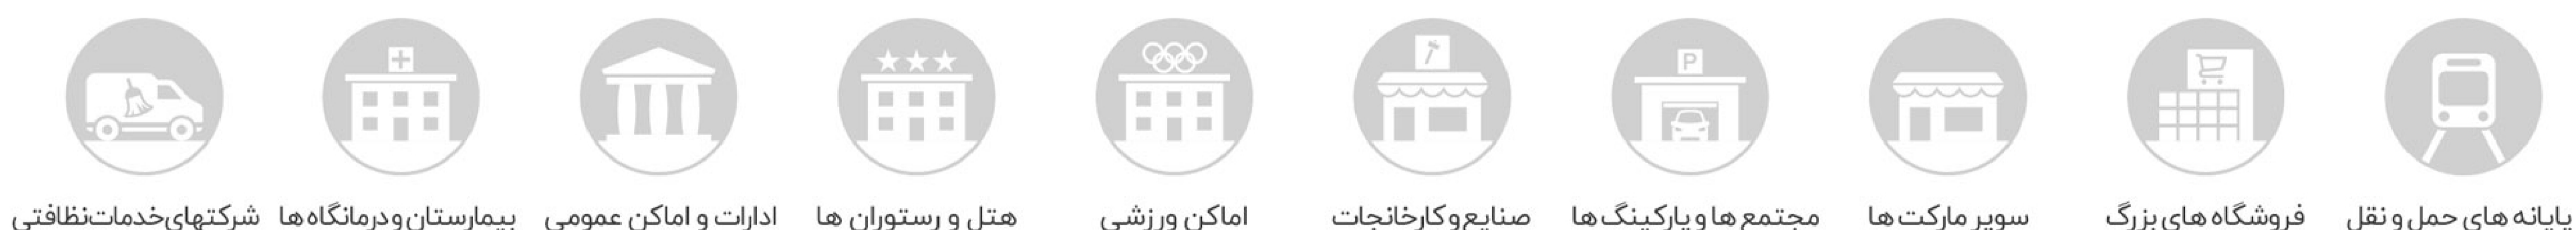 P
پایانه های حمل و نقل
فروشگاه های بزرگ
سوپر مارکت ها
مجتمع ها و پارکینگ ها
صنایع و کارخانجات
اماکن ورزشی
هتل و رستوران ها
ادارات و اماکن عمومی
بیمارستان و درمانگاه ها
شرکتهای خدمات نظافتی